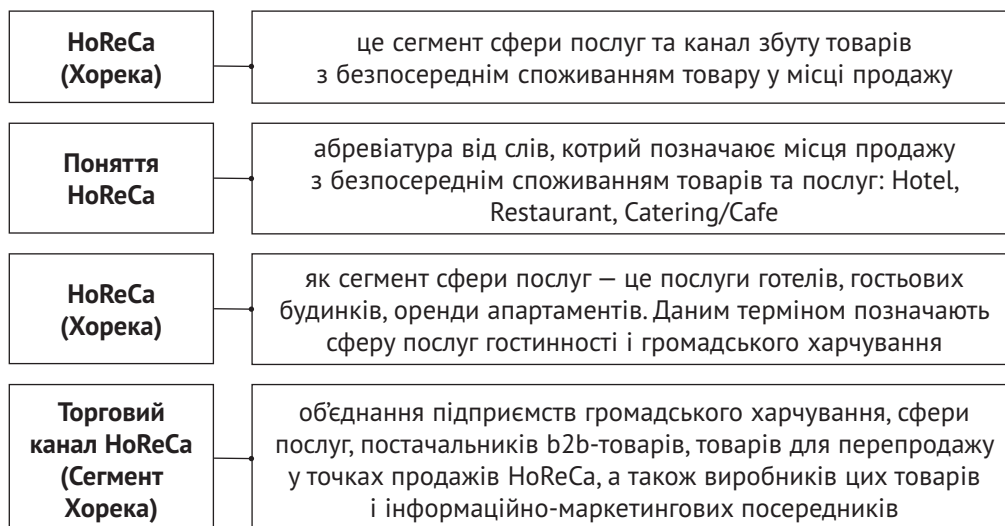 HoReCa
(Хорека)
це сегмент сфери послуг та канал збуту товарів
з безпосереднім споживанням товару у місці продажу
Поняття
HoReCa
абревіатура від слів, котрий позначаює місця продажу
з безпосереднім споживанням товарів та послуг: Hotel,
Restaurant, Catering/Cafe
HoReCa
(Хорека)
як сегмент сфери послуг — це послуги готелів, гостьових
будинків, оренди апартаментів. Даним терміном позначають
сферу послуг гостинності і громадського харчування
Торговий
канал HoReCa
(Сегмент
Хорека)
об’єднання підприємств громадського харчування, сфери
послуг, постачальників b2b-товарів, товарів для перепродажу
у точках продажів HoReCa, а також виробників цих товарів
і інформаційно-маркетингових посередників